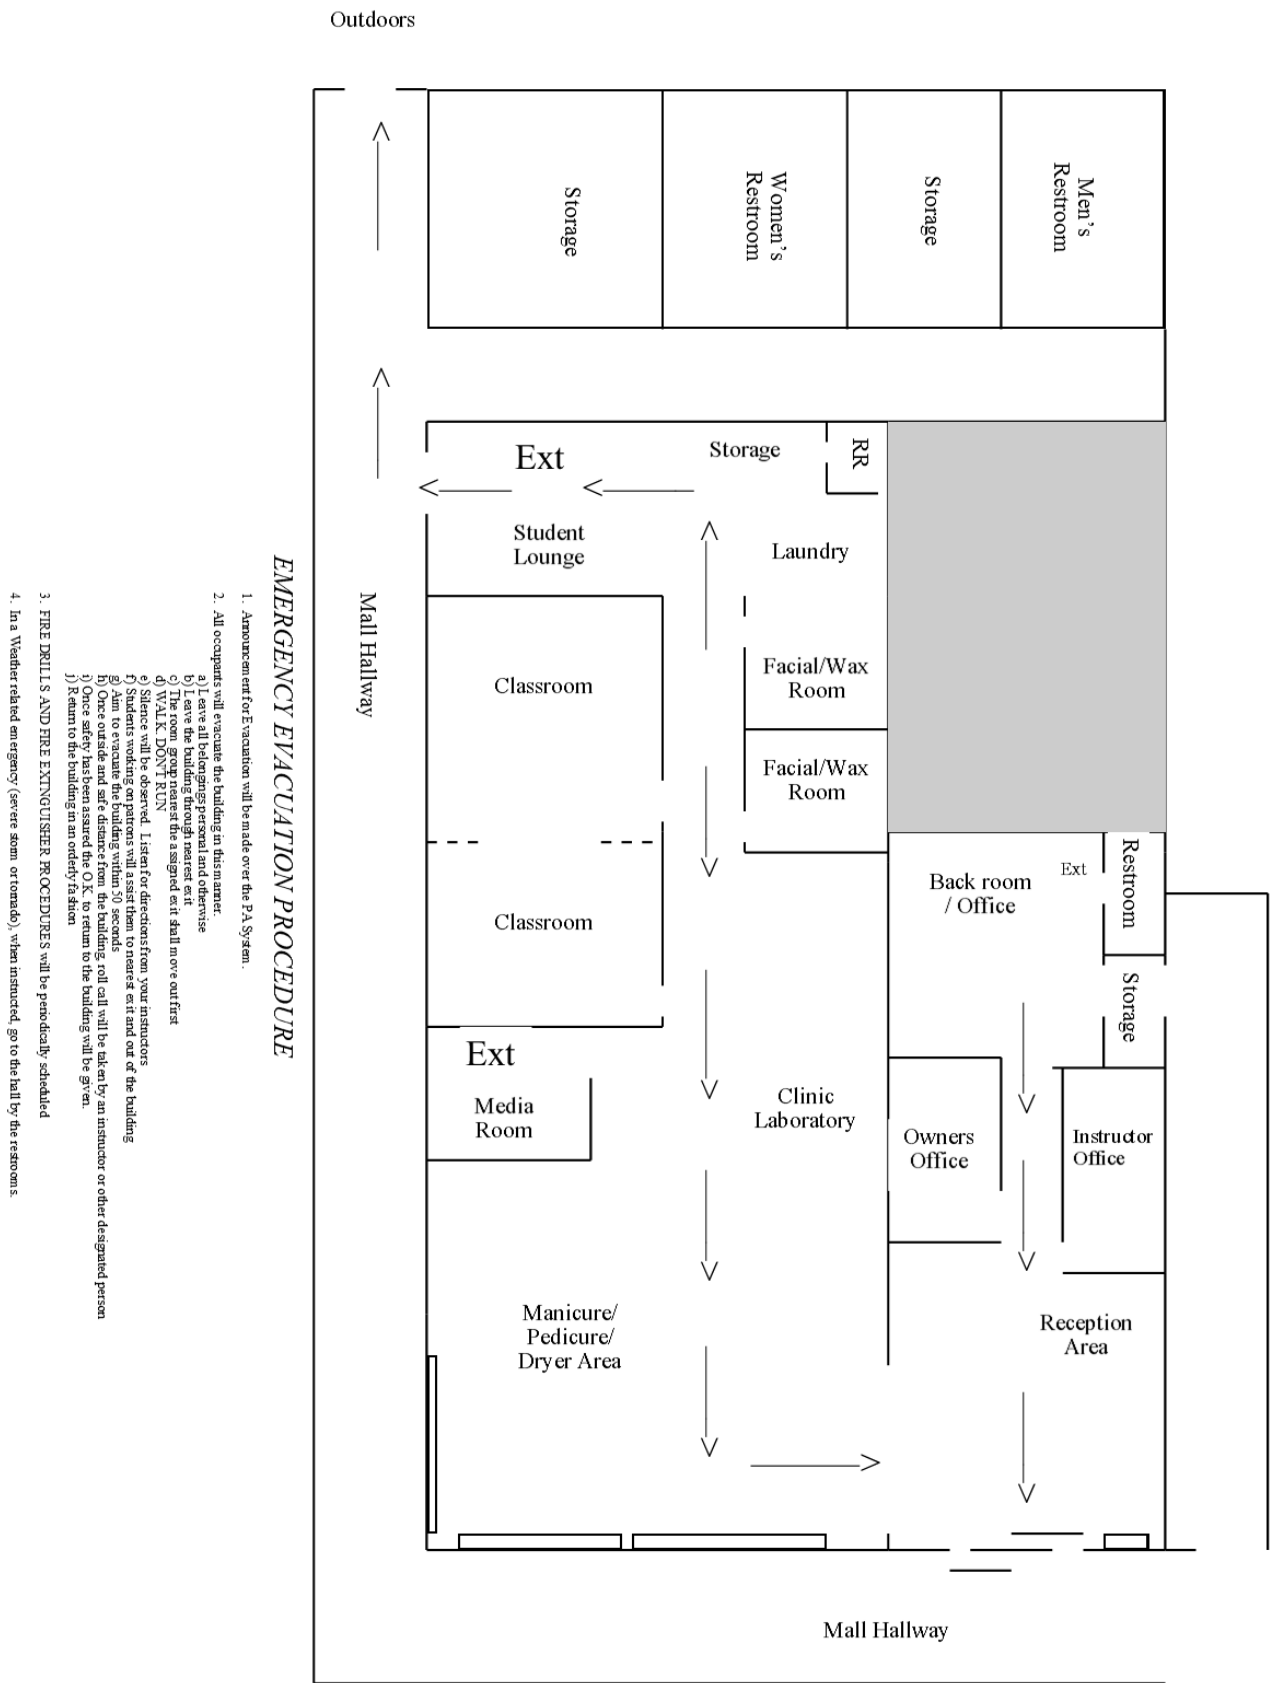 Outdoors
Storage
Women's
Restroom
Storage
Men's
Restroom
Ext
Storage
RR
Student
Lounge
Laundry
Mall Hallway
Classroom
Facial/Wax
Room
Facial/Wax
Room
Classroom
Back room
/ Office
Ext
Restroom
Storage
Ext
Media
Room
Clinic
Laboratory
Owners
Office
Instructor
Office
Manicure/
Pedicure/
Dryer Area
Reception
Area
Mall Hallway
EMERGENCY EVACUATION PROCEDURE
1. Announcement for Evacuation will be made over the PA System.
2. All occupants will evacuate the building in this manner.
a) Leave all belongings personal and otherwise
b) Leave the building through nearest exit
c) The room group nearest the assigned exit shall move out first
d) WALK. DON'T RUN
e) Silence will be observed. Listen for directions from your instructors
f) Students working on patrons will assist them to nearest exit and out of the building
g) Aim to evacuate the building within 50 seconds
h) Once outside and safe distance from the building, roll call will be taken by an instructor or other designated person
i) Once safety has been assured the O.K. to return to the building will be given.
j) Return to the building in an orderly fashion
3. FIRE DRILLS AND FIRE EXTINGUISHER PROCEDURES will be periodically scheduled
4. In a Weather related emergency (severe storm or tornado), when instructed, go to the hall by the restrooms.